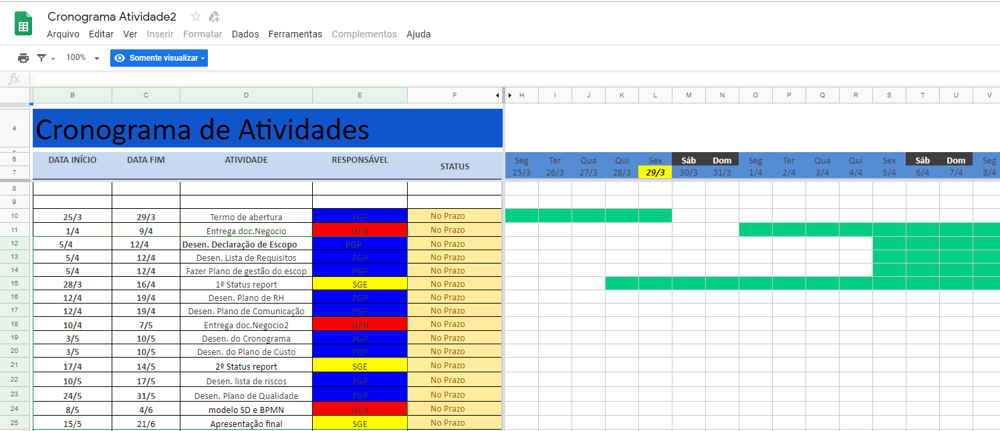 Cronograma Atividade2
Arquivo Editar Ver Inserir Formatar Dados Ferramentas Complementos Ajuda
100% Somente visualizar
fx
B C D E F H I J K L M N O P Q R S T U V
4 Cronograma de Atividades
5
6 DATA INÍCIO DATA FIM ATIVIDADE RESPONSÁVEL STATUS Seg Ter Qua Qui Sex Sáb Dom Seg Ter Qua Qui Sex Sáb Dom Seg
7 25/3 26/3 27/3 28/3 29/3 30/3 31/3 1/4 2/4 3/4 4/4 5/4 6/4 7/4 8/4
8
9
10 25/3 29/3 Termo de abertura PGP No Prazo
11 1/4 9/4 Entrega doc.Negocio GPN No Prazo
12 5/4 12/4 Desen. Declaração de Escopo PGP No Prazo
13 5/4 12/4 Desen. Lista de Requisitos PGP No Prazo
14 5/4 12/4 Fazer Plano de gestão do escop PGP No Prazo
15 28/3 16/4 1º Status report SGE No Prazo
16 12/4 19/4 Desen. Plano de RH PGP No Prazo
17 12/4 19/4 Desen. Plano de Comunicação PGP No Prazo
18 10/4 7/5 Entrega doc.Negocio2 GPN No Prazo
19 3/5 10/5 Desen. do Cronograma PGP No Prazo
20 3/5 10/5 Desen. do Plano de Custo PGP No Prazo
21 17/4 14/5 2º Status report SGE No Prazo
22 10/5 17/5 Desen. lista de riscos PGP No Prazo
23 24/5 31/5 Desen. Plano de Qualidade PGP No Prazo
24 8/5 4/6 modelo SD e BPMN GPN No Prazo
25 15/5 21/6 Apresentação final SGE No Prazo